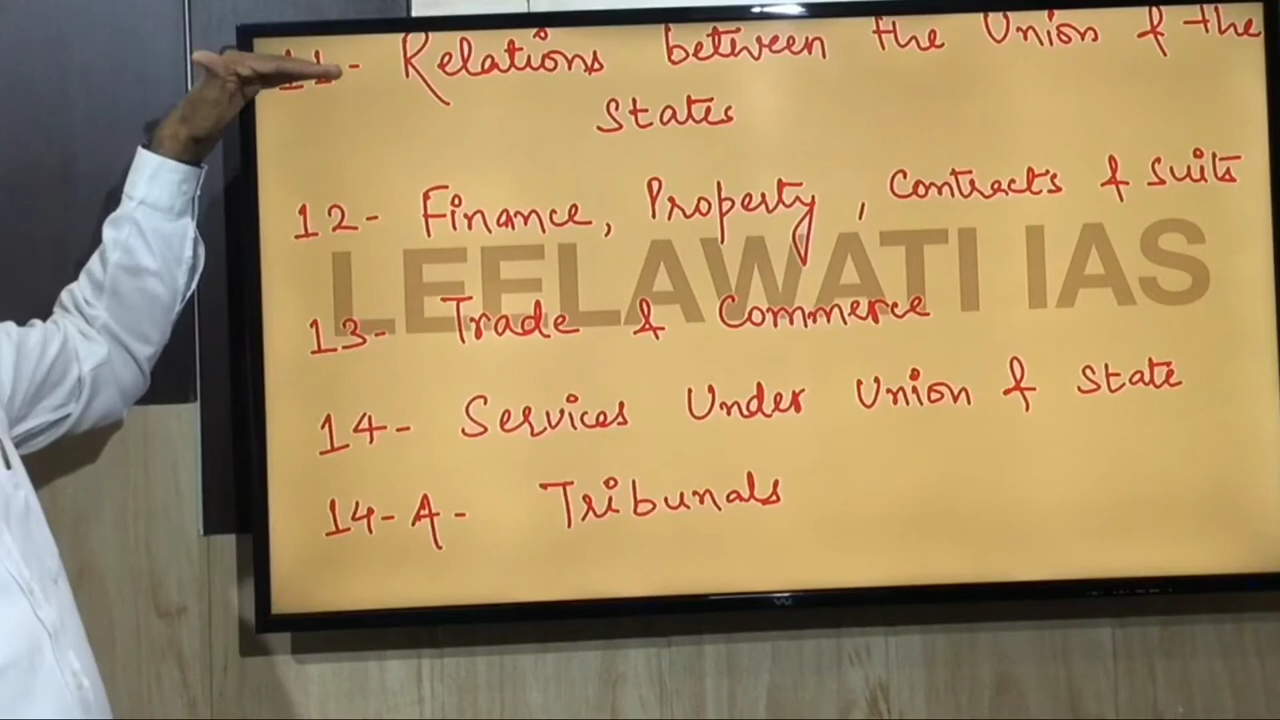 11- Relations between the Union & the
States
12- Finance, Property, Contracts & Suits
LEELAWATI IAS
13- Trade & Commerce
14- Services Under Union & State
14-A- Tribunals